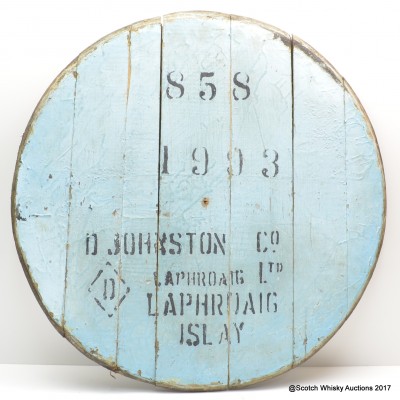 858
1993
D JOHNSTON Co
LAPHROAIG LTD
D
LAPHROAIG
ISLAY
@Scotch Whisky Auctions 2017